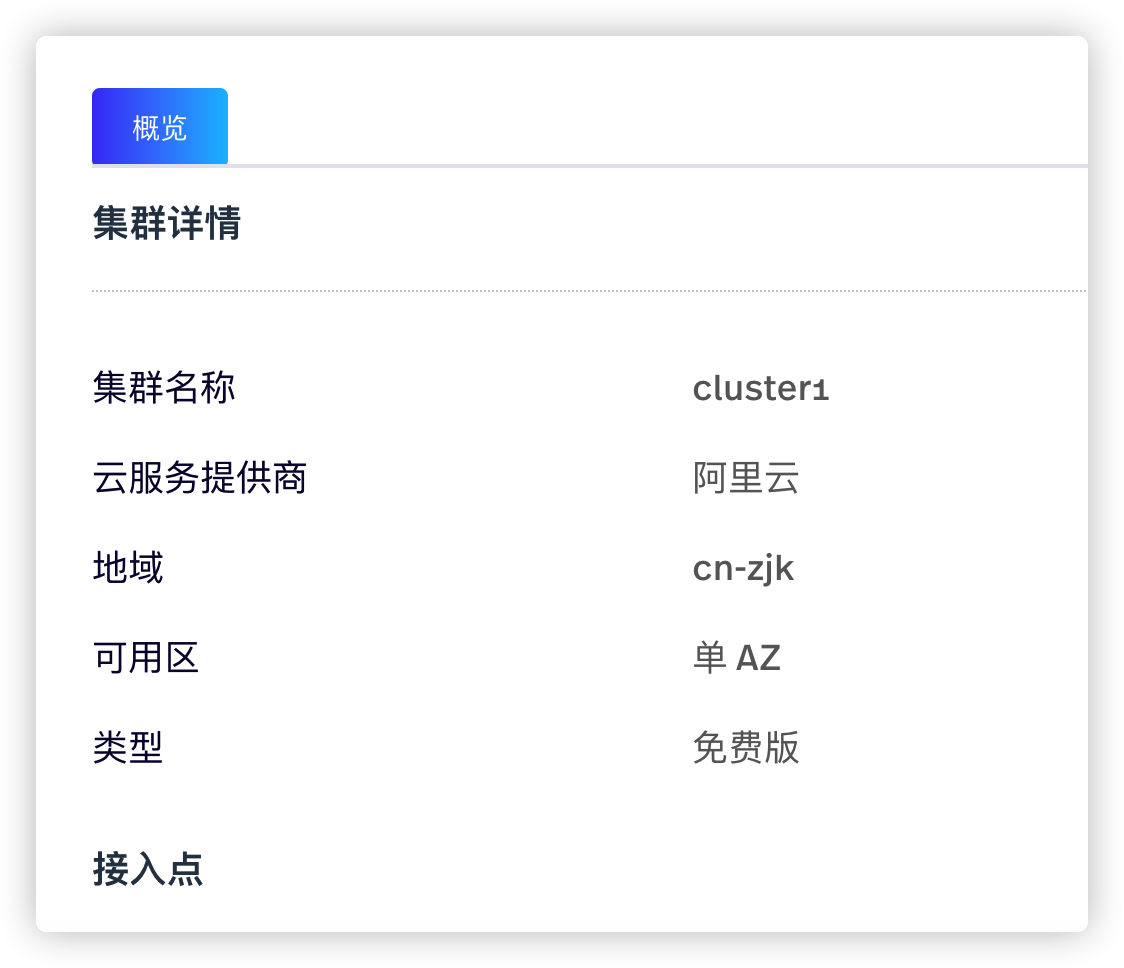 概览
集群详情
集群名称 cluster1
云服务提供商 阿里云
地域 cn-zjk
可用区 单 AZ
类型 免费版
接入点